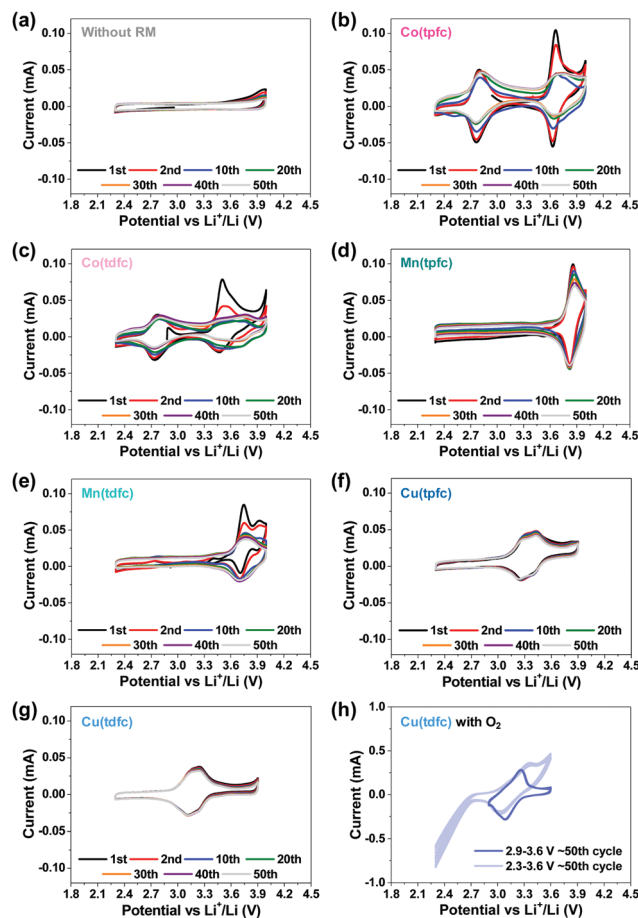 (a)
Without RM
Current (mA)
0.10
0.05
0.00
-0.05
-0.10
1st 2nd 10th 20th
30th 40th 50th
1.8 2.1 2.4 2.7 3.0 3.3 3.6 3.9 4.2 4.5
Potential vs Li⁺/Li (V)
(b)
Co(tpfc)
Current (mA)
0.10
0.05
0.00
-0.05
-0.10
1st 2nd 10th 20th
30th 40th 50th
1.8 2.1 2.4 2.7 3.0 3.3 3.6 3.9 4.2 4.5
Potential vs Li⁺/Li (V)
(c)
Co(tdfc)
Current (mA)
0.10
0.05
0.00
-0.05
-0.10
1st 2nd 10th 20th
30th 40th 50th
1.8 2.1 2.4 2.7 3.0 3.3 3.6 3.9 4.2 4.5
Potential vs Li⁺/Li (V)
(d)
Mn(tpfc)
Current (mA)
0.10
0.05
0.00
-0.05
-0.10
1st 2nd 10th 20th
30th 40th 50th
1.8 2.1 2.4 2.7 3.0 3.3 3.6 3.9 4.2 4.5
Potential vs Li⁺/Li (V)
(e)
Mn(tdfc)
Current (mA)
0.10
0.05
0.00
-0.05
-0.10
1st 2nd 10th 20th
30th 40th 50th
1.8 2.1 2.4 2.7 3.0 3.3 3.6 3.9 4.2 4.5
Potential vs Li⁺/Li (V)
(f)
Cu(tpfc)
Current (mA)
0.10
0.05
0.00
-0.05
-0.10
1st 2nd 10th 20th
30th 40th 50th
1.8 2.1 2.4 2.7 3.0 3.3 3.6 3.9 4.2 4.5
Potential vs Li⁺/Li (V)
(g)
Cu(tdfc)
Current (mA)
0.10
0.05
0.00
-0.05
-0.10
1st 2nd 10th 20th
30th 40th 50th
1.8 2.1 2.4 2.7 3.0 3.3 3.6 3.9 4.2 4.5
Potential vs Li⁺/Li (V)
(h)
Cu(tdfc) with O₂
Current (mA)
1.0
0.5
0.0
-0.5
-1.0
2.9-3.6 V ~50th cycle
2.3-3.6 V ~50th cycle
1.8 2.1 2.4 2.7 3.0 3.3 3.6 3.9 4.2 4.5
Potential vs Li⁺/Li (V)